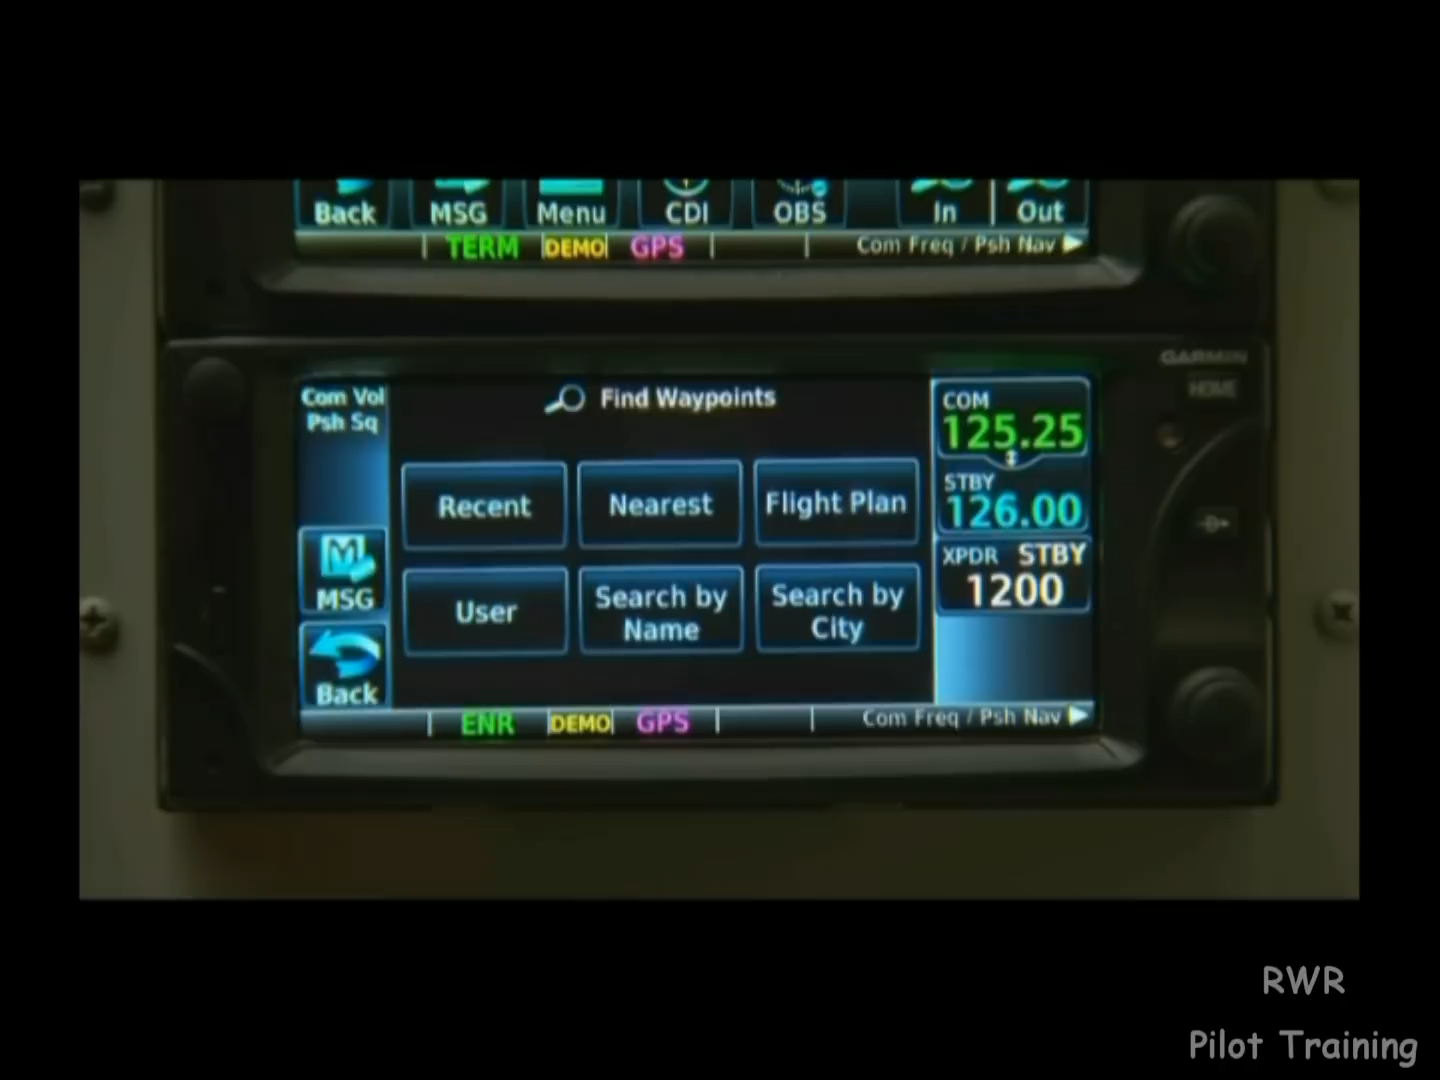 Back MSG Menu CDI OBS In Out
TERM DEMO GPS Com Freq / Psh Nav
GARMIN
HOME
Com Vol
Psh Sq
Find Waypoints
Recent Nearest Flight Plan
User Search by Name Search by City
MSG
Back
COM
125.25
STBY
126.00
XPDR STBY
1200
ENR DEMO GPS Com Freq / Psh Nav
RWR
Pilot Training